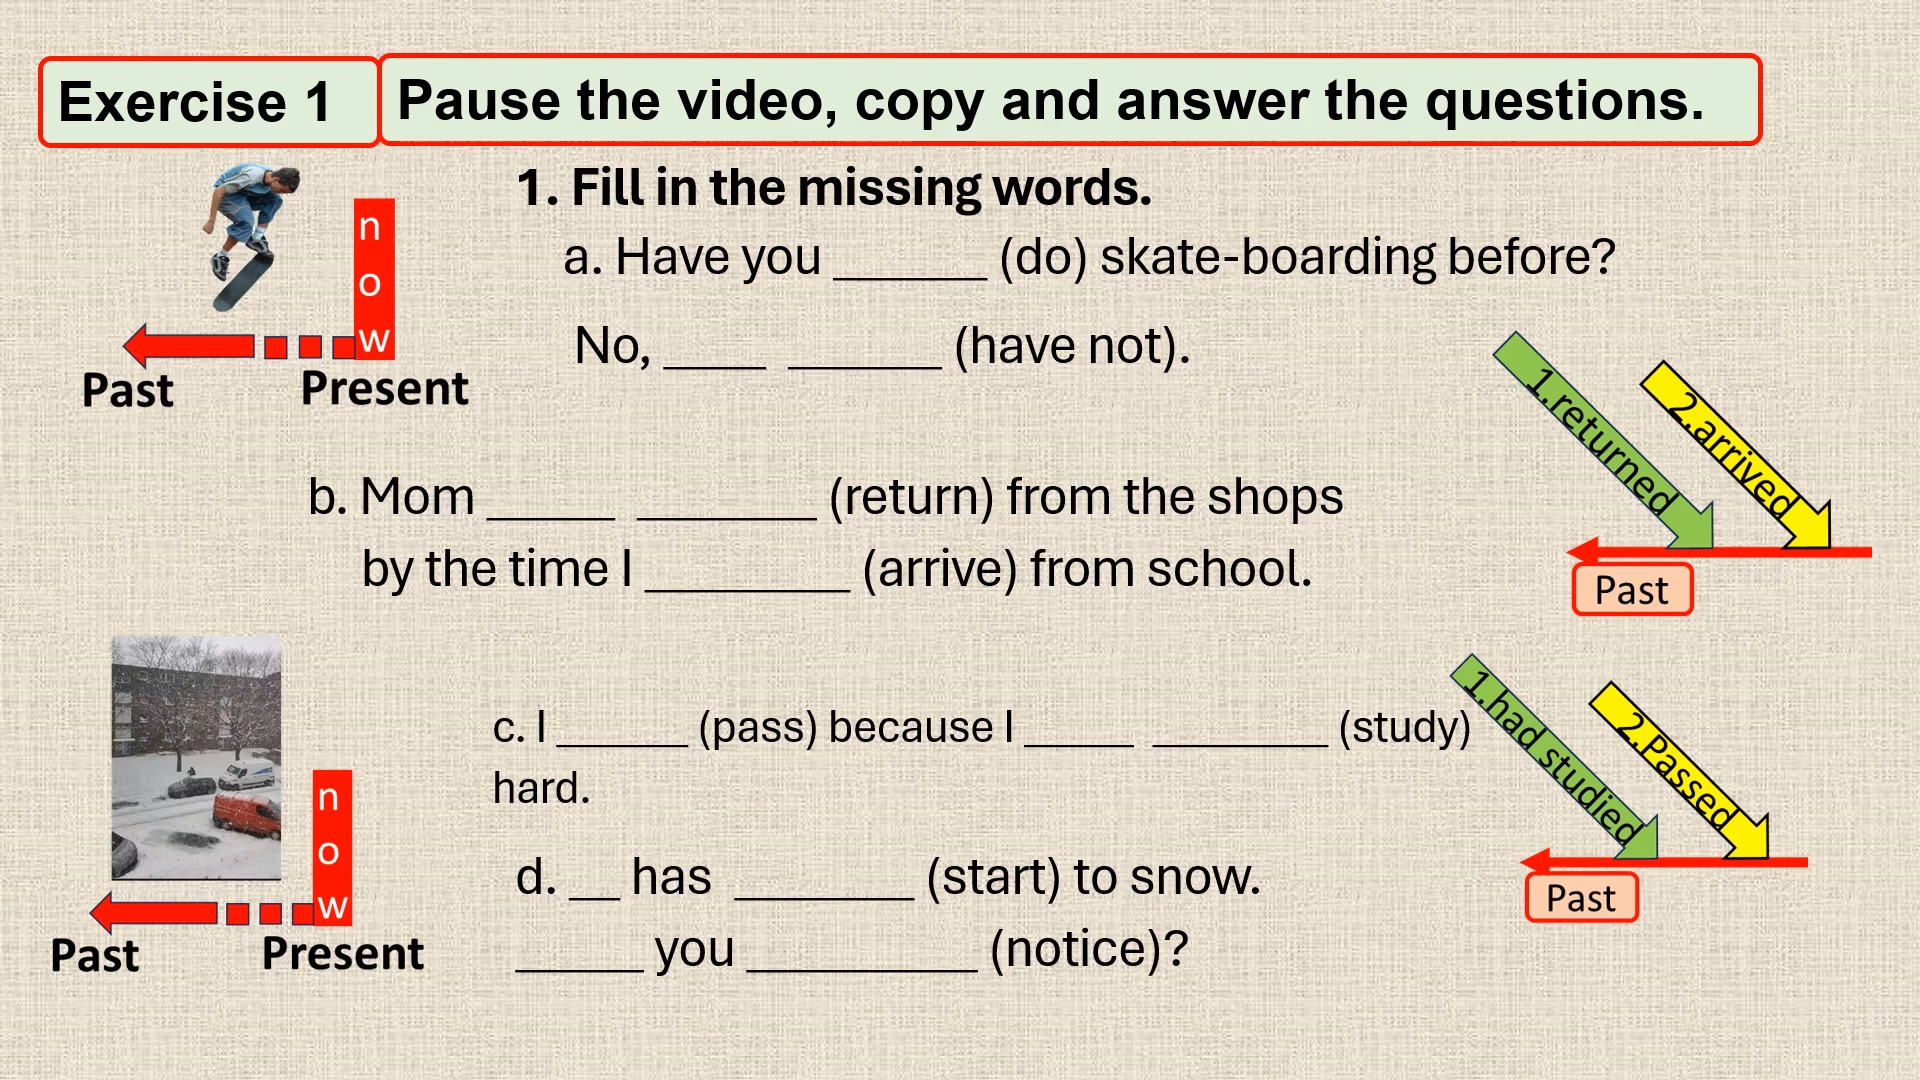 Exercise 1
Pause the video, copy and answer the questions.
1. Fill in the missing words.
a. Have you ______ (do) skate-boarding before?
No, ____ ______ (have not).
now
Past
Present
1.returned
2.arrived
Past
b. Mom _____ _______ (return) from the shops
by the time I ________ (arrive) from school.
c. I ______ (pass) because I _____ ________ (study)
hard.
1.had studied
2.Passed
Past
d. __ has _______ (start) to snow.
_____ you _________ (notice)?
now
Past
Present